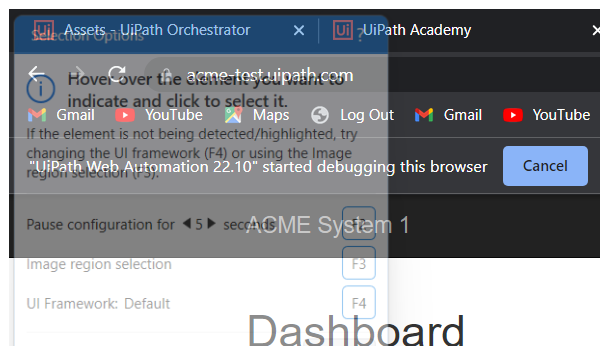 Assets - UiPath Orchestrator
UiPath Academy
Selection Options
?
acme-test.uipath.com
Hover over the element you want to
indicate and click to select it.
Gmail YouTube Maps Log Out Gmail YouTube
If the element is not being detected/highlighted, try
changing the UI framework (F4) or using the Image
region selection (F3).
"UiPath Web Automation 22.10" started debugging this browser
Cancel
Pause configuration for 5 seconds F2
ACME System 1
Image region selection F3
UI Framework: Default F4
Dashboard